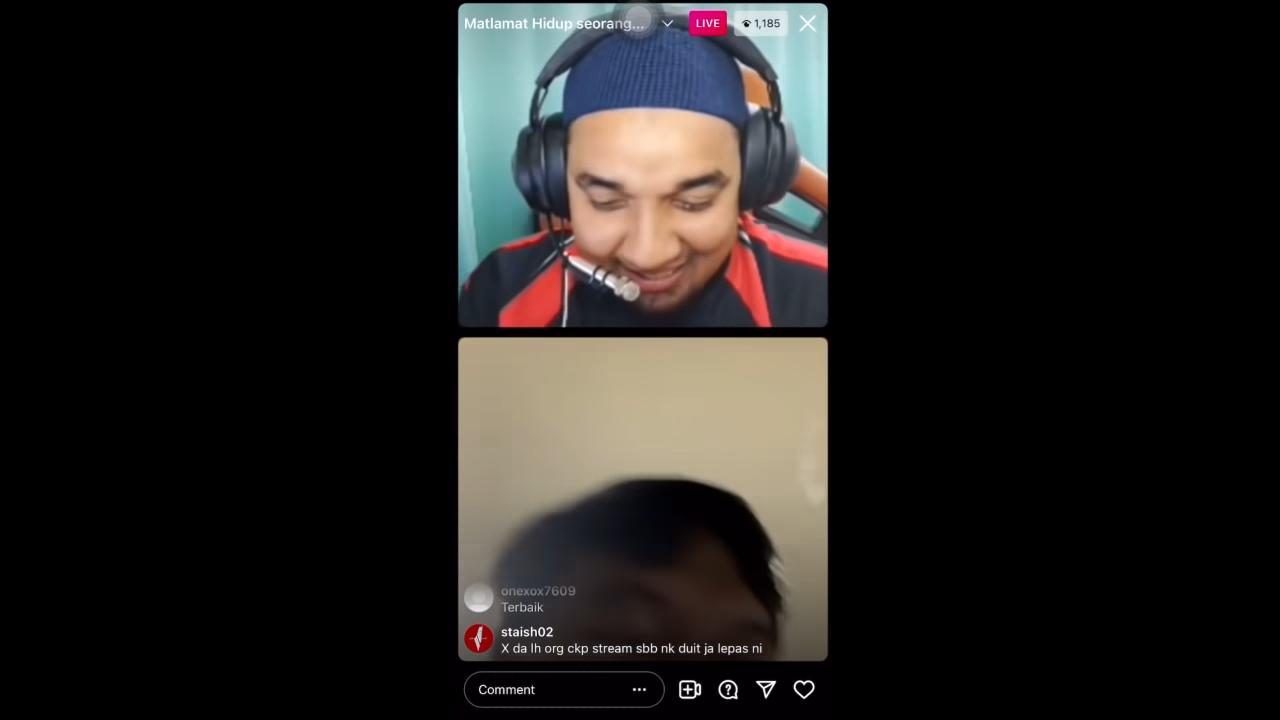 Matlamat Hidup seorang...
LIVE
1,185
onexox7609
Terbaik
staish02
X da lh org ckp stream sbb nk duit ja lepas ni
Comment